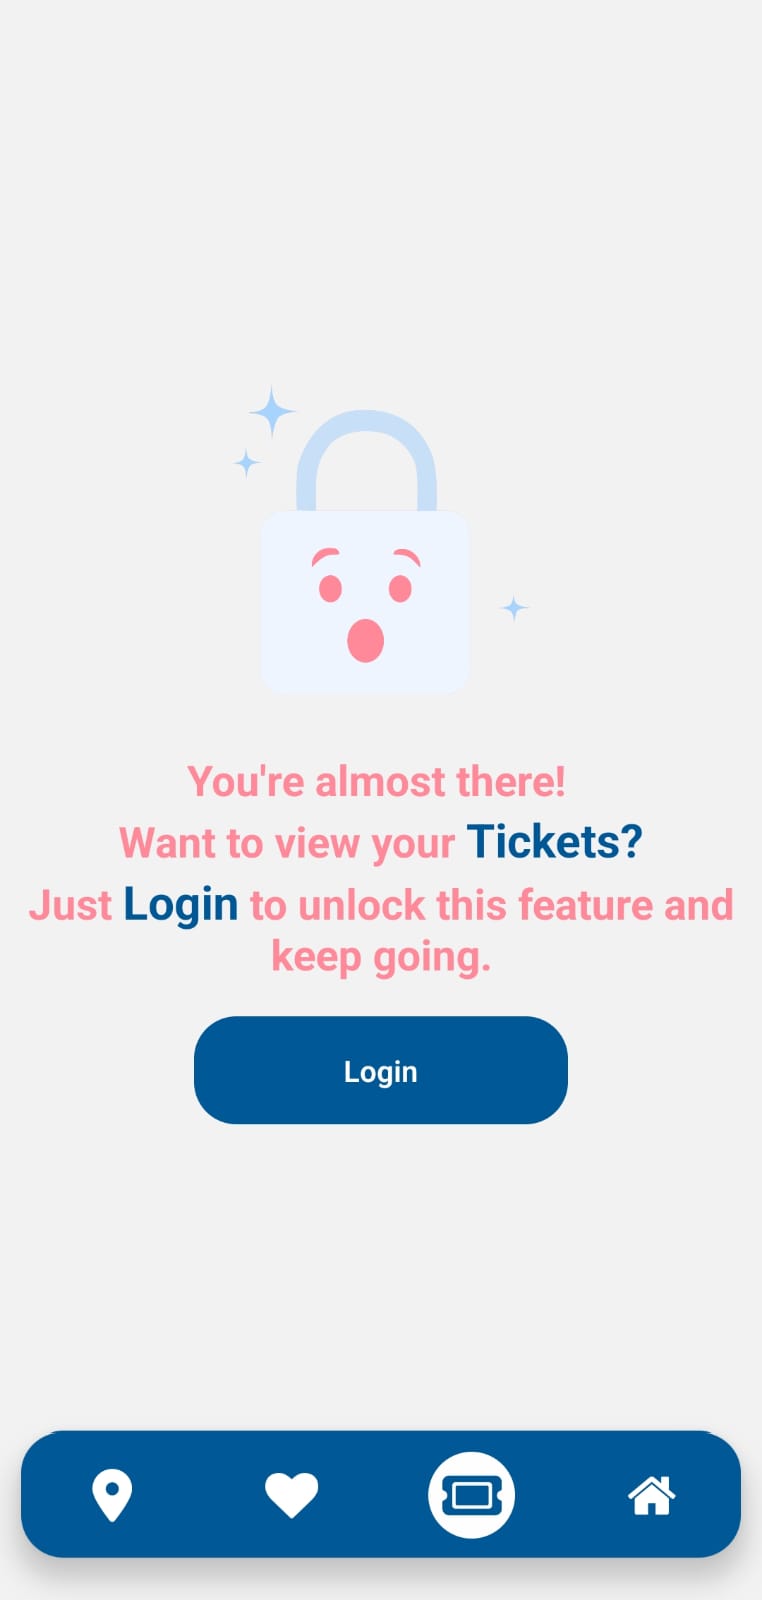 You're almost there!
Want to view your Tickets?
Just Login to unlock this feature and
keep going.
Login